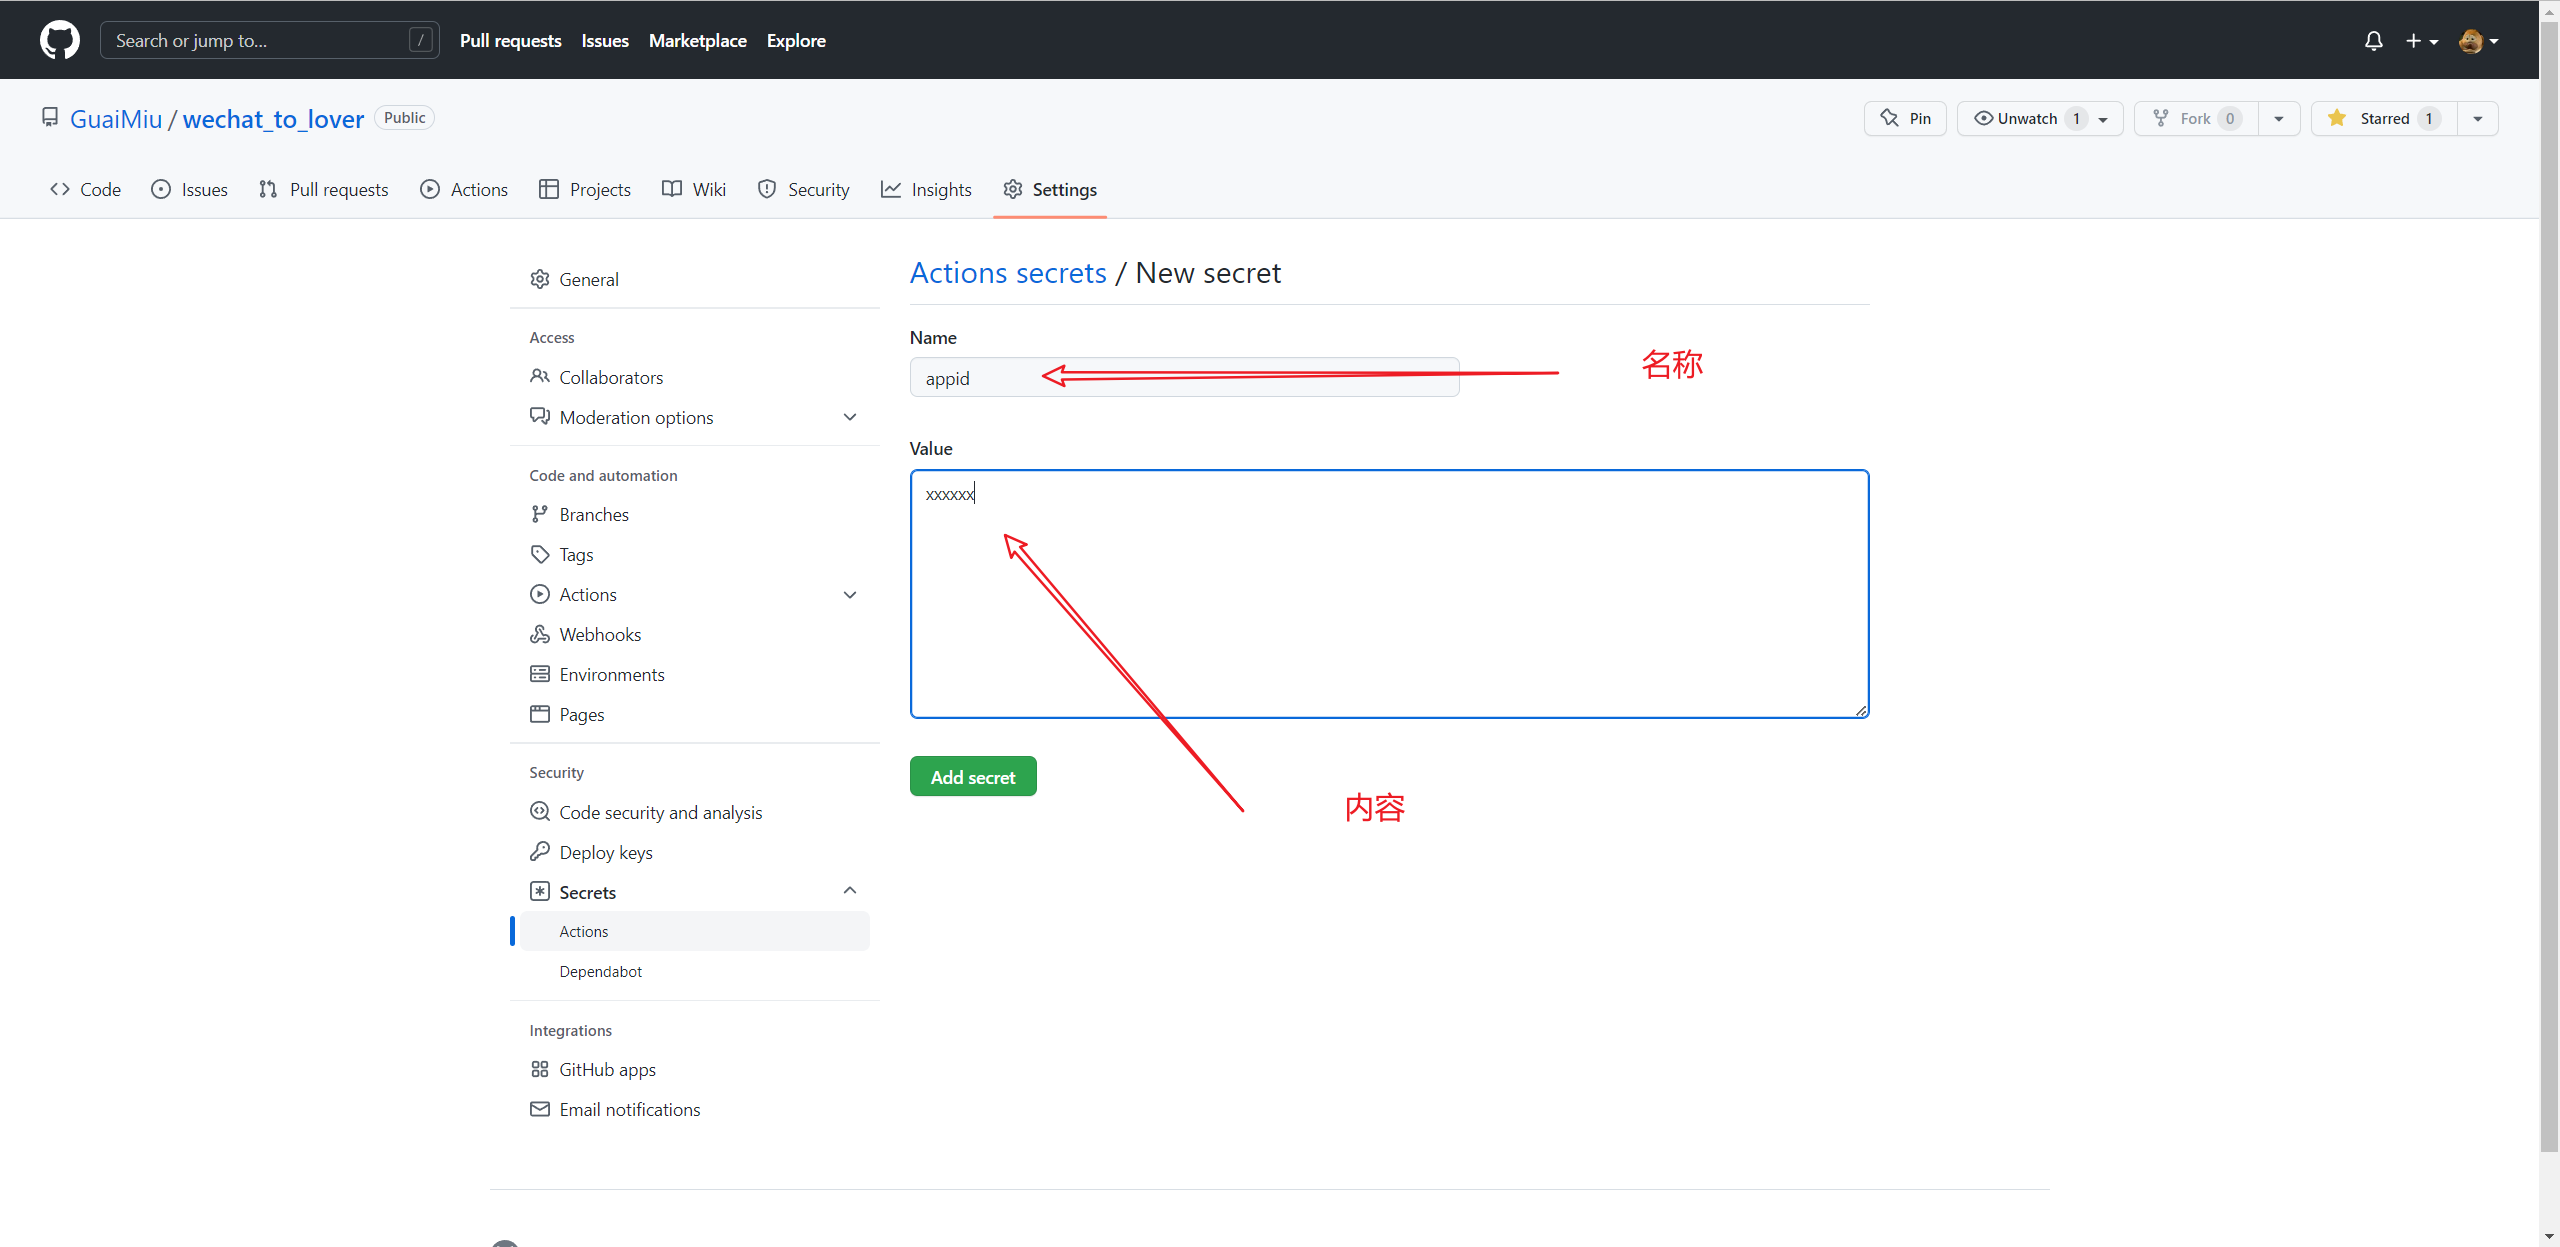 Search or jump to... /
Pull requests Issues Marketplace Explore
GuaiMiu / wechat_to_lover Public
Pin Unwatch 1 Fork 0 Starred 1
Code Issues Pull requests Actions Projects Wiki Security Insights Settings
General
Access
Collaborators
Moderation options
Code and automation
Branches
Tags
Actions
Webhooks
Environments
Pages
Security
Code security and analysis
Deploy keys
Secrets
Actions
Dependabot
Integrations
GitHub apps
Email notifications
Actions secrets / New secret
Name
appid
名称
Value
xxxxxx
Add secret
内容